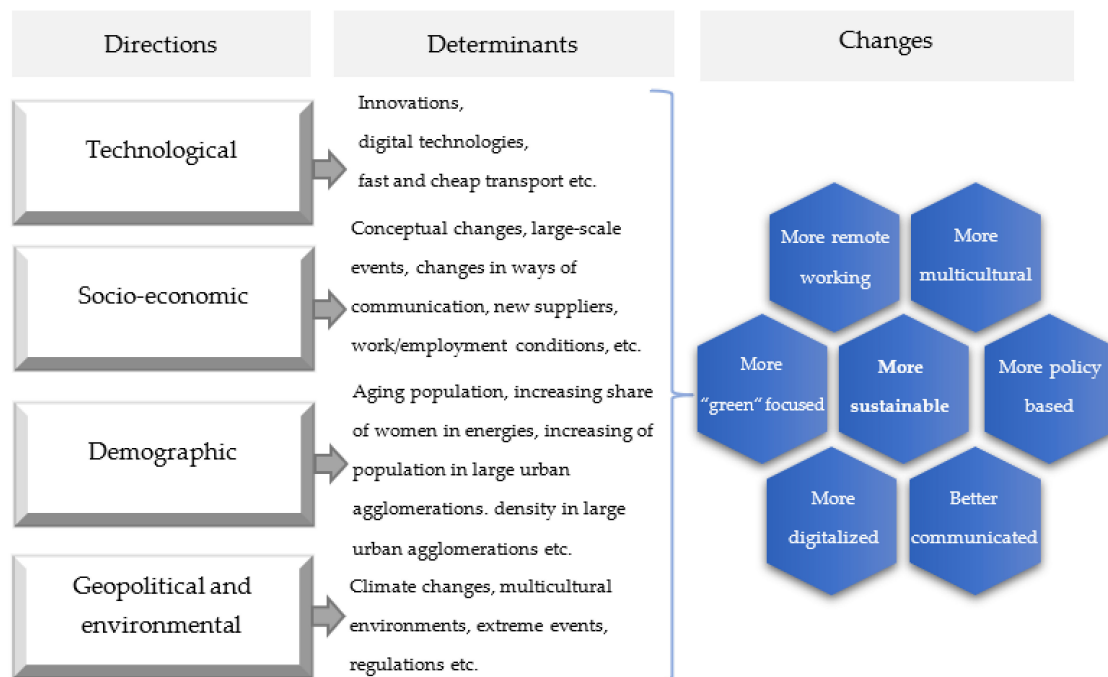 Directions
Determinants
Changes
Technological
Innovations,
digital technologies,
fast and cheap transport etc.
Socio-economic
Conceptual changes, large-scale
events, changes in ways of
communication, new suppliers,
work/employment conditions, etc.
Demographic
Aging population, increasing share
of women in energies, increasing of
population in large urban
agglomerations. density in large
urban agglomerations etc.
Geopolitical and
environmental
Climate changes, multicultural
environments, extreme events,
regulations etc.
More remote
working
More
multicultural
More
“green“ focused
More
sustainable
More policy
based
More
digitalized
Better
communicated